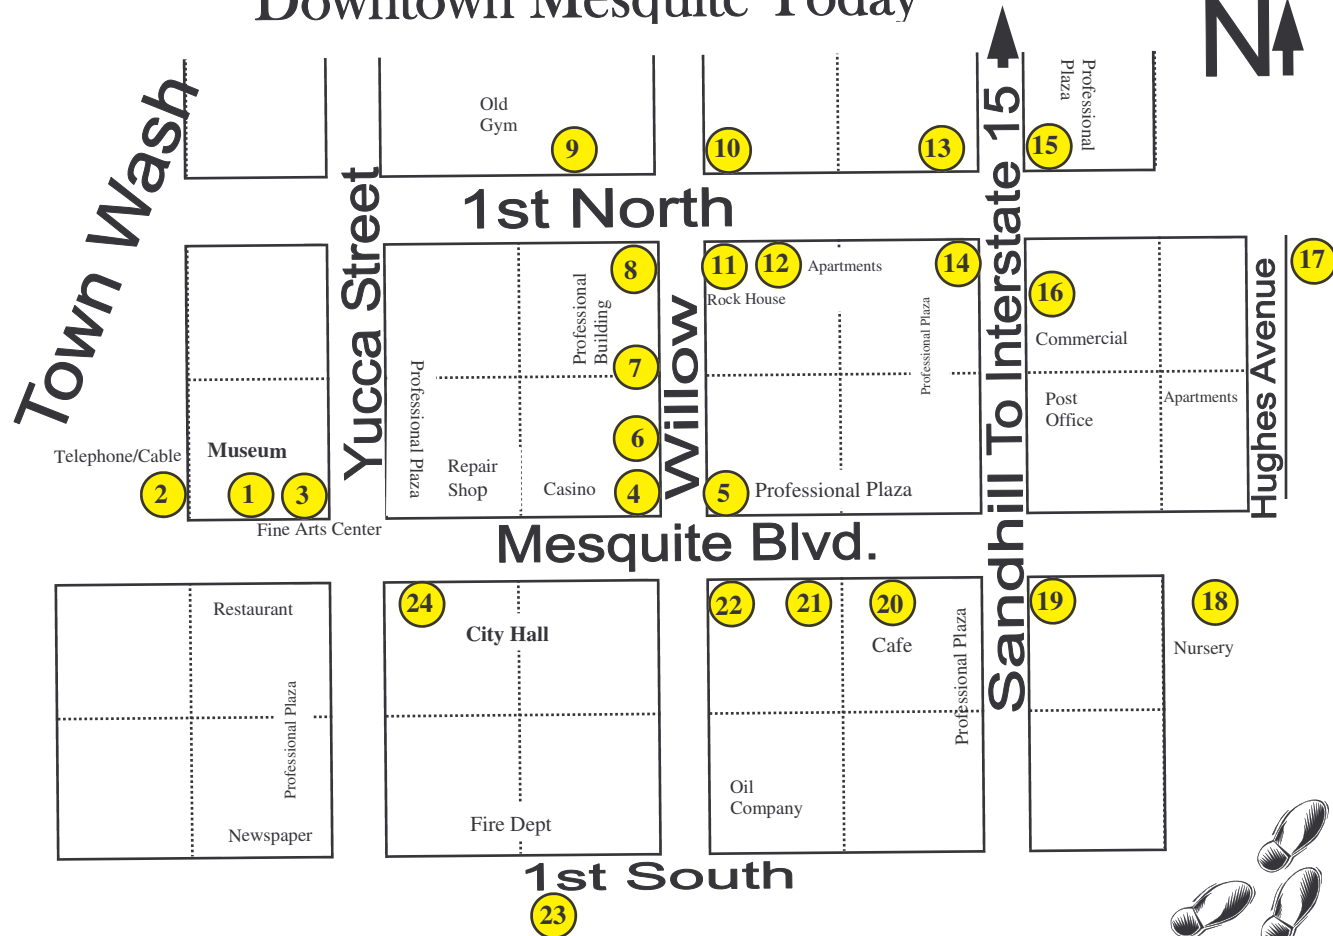 Downtown Mesquite Today
N
Town Wash
Old
Gym
9
10
13
15
Professional
Plaza
1st North
Yucca Street
Willow
Sandhill To Interstate 15
Hughes Avenue
8
Professional
Building
7
6
Professional Plaza
Repair
Shop
Casino
4
11
12
Apartments
14
Rock House
Professional Plaza
5
Professional Plaza
16
Commercial
Post
Office
Apartments
17
Telephone/Cable
Museum
2
1
3
Fine Arts Center
Mesquite Blvd.
Restaurant
Professional Plaza
Newspaper
24
City Hall
Fire Dept
22
21
20
Cafe
Professional Plaza
Oil
Company
19
18
Nursery
1st South
23